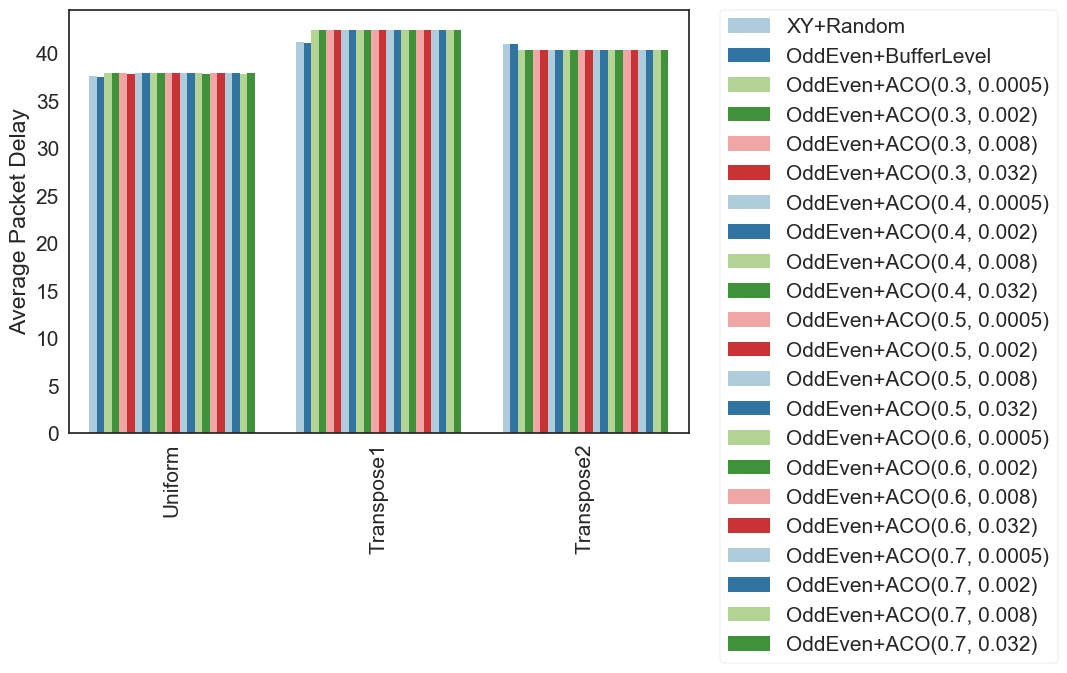 Average Packet Delay
40
35
30
25
20
15
10
5
0
Uniform
Transpose1
Transpose2
XY+Random
OddEven+BufferLevel
OddEven+ACO(0.3, 0.0005)
OddEven+ACO(0.3, 0.002)
OddEven+ACO(0.3, 0.008)
OddEven+ACO(0.3, 0.032)
OddEven+ACO(0.4, 0.0005)
OddEven+ACO(0.4, 0.002)
OddEven+ACO(0.4, 0.008)
OddEven+ACO(0.4, 0.032)
OddEven+ACO(0.5, 0.0005)
OddEven+ACO(0.5, 0.002)
OddEven+ACO(0.5, 0.008)
OddEven+ACO(0.5, 0.032)
OddEven+ACO(0.6, 0.0005)
OddEven+ACO(0.6, 0.002)
OddEven+ACO(0.6, 0.008)
OddEven+ACO(0.6, 0.032)
OddEven+ACO(0.7, 0.0005)
OddEven+ACO(0.7, 0.002)
OddEven+ACO(0.7, 0.008)
OddEven+ACO(0.7, 0.032)